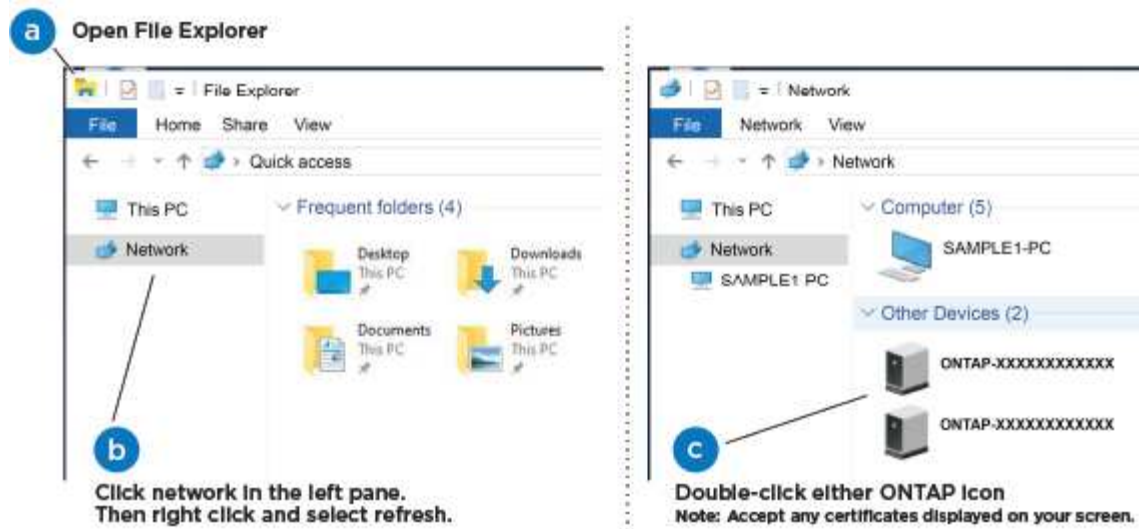 a Open File Explorer
File Explorer
File Home Share View
Quick access
This PC
Network
Frequent folders (4)
Desktop
This PC
Downloads
This PC
Documents
This PC
Pictures
This PC
b
Click network in the left pane.
Then right click and select refresh.
Network
File Network View
Network
This PC
Network
SAMPLE1 PC
Computer (5)
SAMPLE1-PC
Other Devices (2)
ONTAP-XXXXXXXXXXXX
ONTAP-XXXXXXXXXXXX
c
Double-click either ONTAP icon
Note: Accept any certificates displayed on your screen.